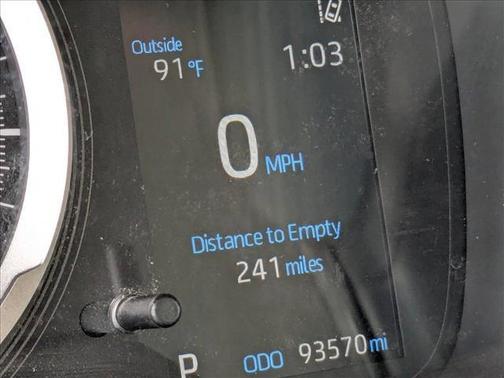 Outside
91°F 1:03
0 MPH
Distance to Empty
241 miles
P ODO 93570 mi